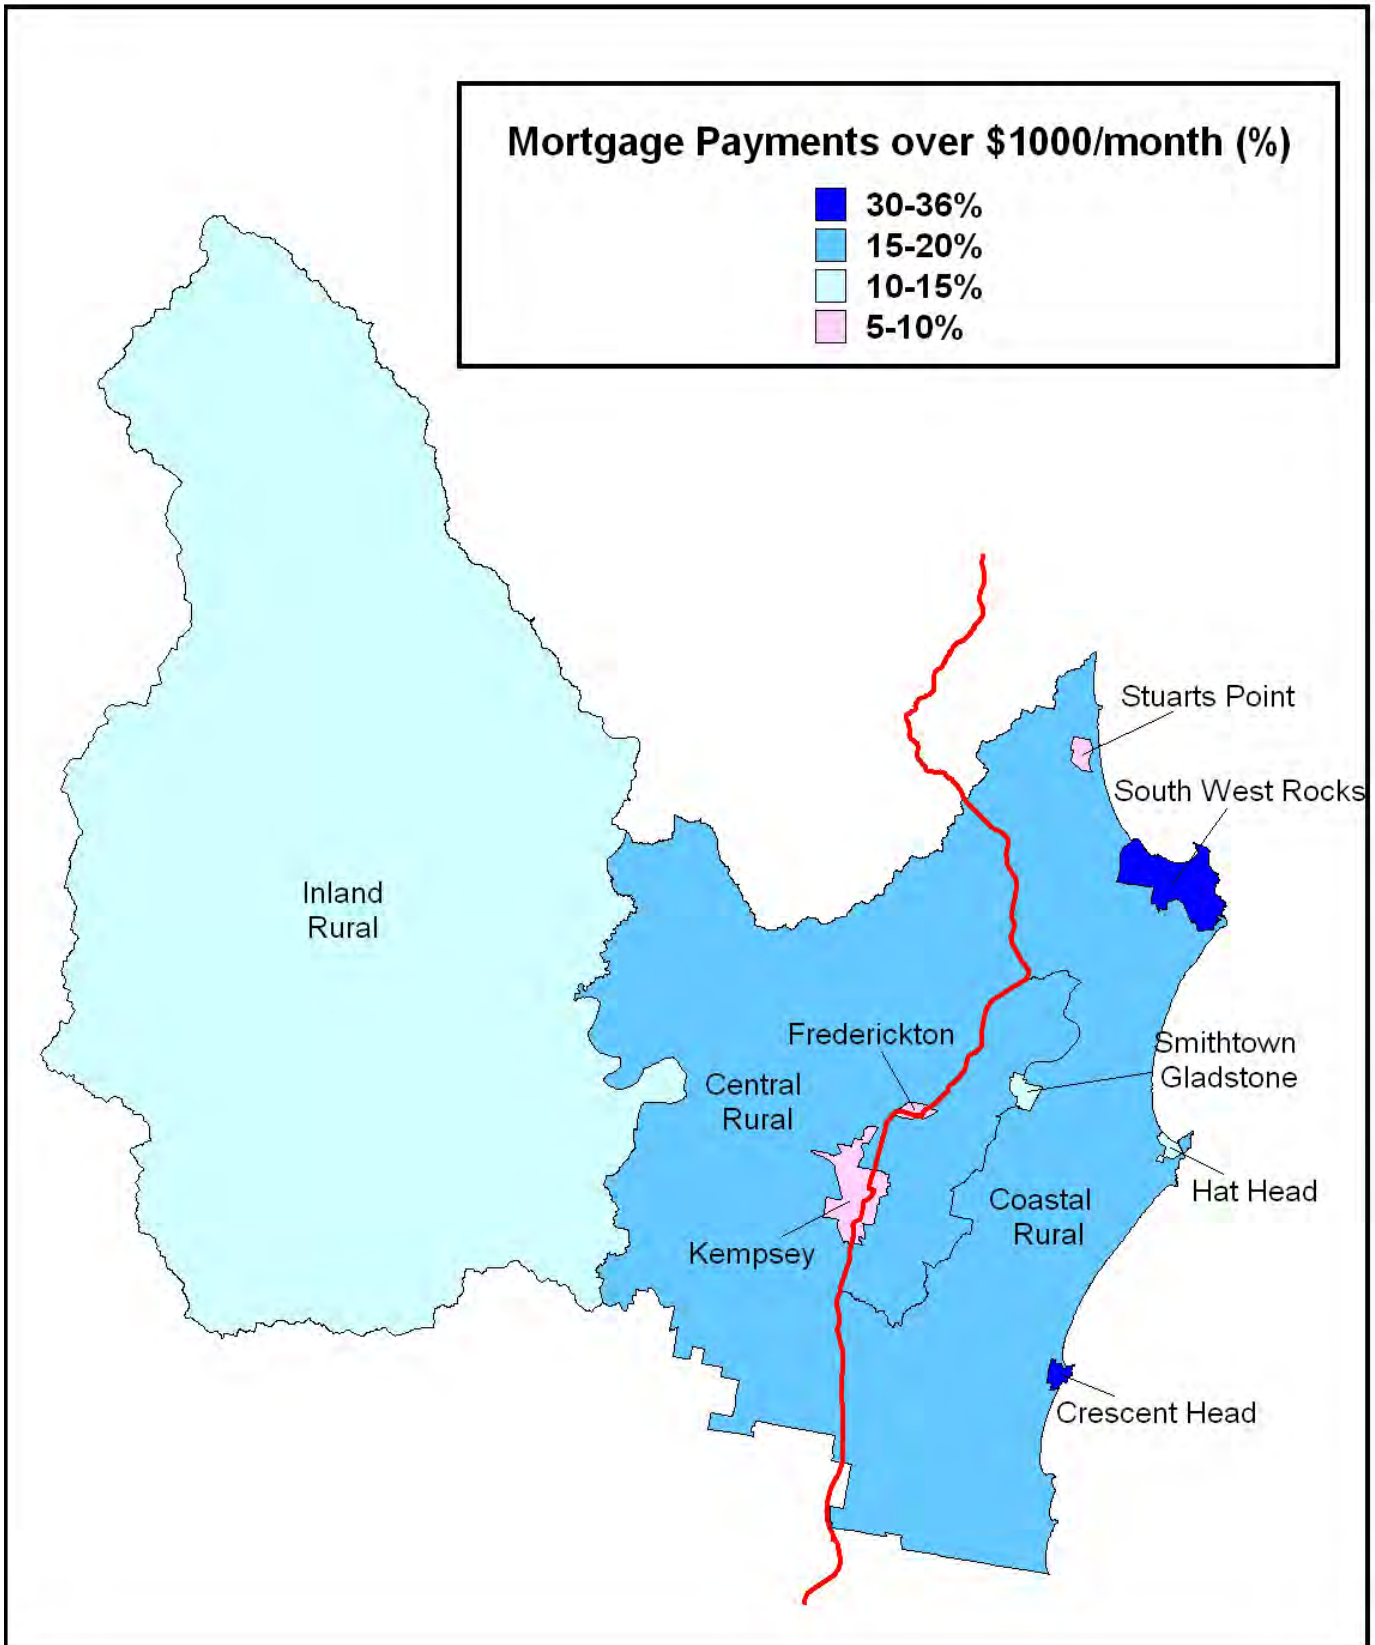 Mortgage Payments over $1000/month (%)
30-36%
15-20%
10-15%
5-10%
Stuarts Point
South West Rocks
Inland
Rural
Frederickton
Smithtown
Gladstone
Central
Rural
Hat Head
Coastal
Rural
Kempsey
Crescent Head